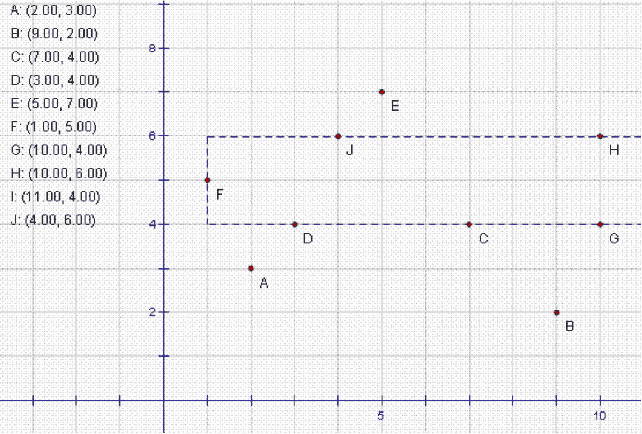 A: (2.00, 3.00)
B: (9.00, 2.00)
C: (7.00, 4.00)
D: (3.00, 4.00)
E: (5.00, 7.00)
F: (1.00, 5.00)
G: (10.00, 4.00)
H: (10.00, 6.00)
I: (11.00, 4.00)
J: (4.00, 6.00)
8
E
6
J
H
F
4
D
C
G
A
2
B
5
10